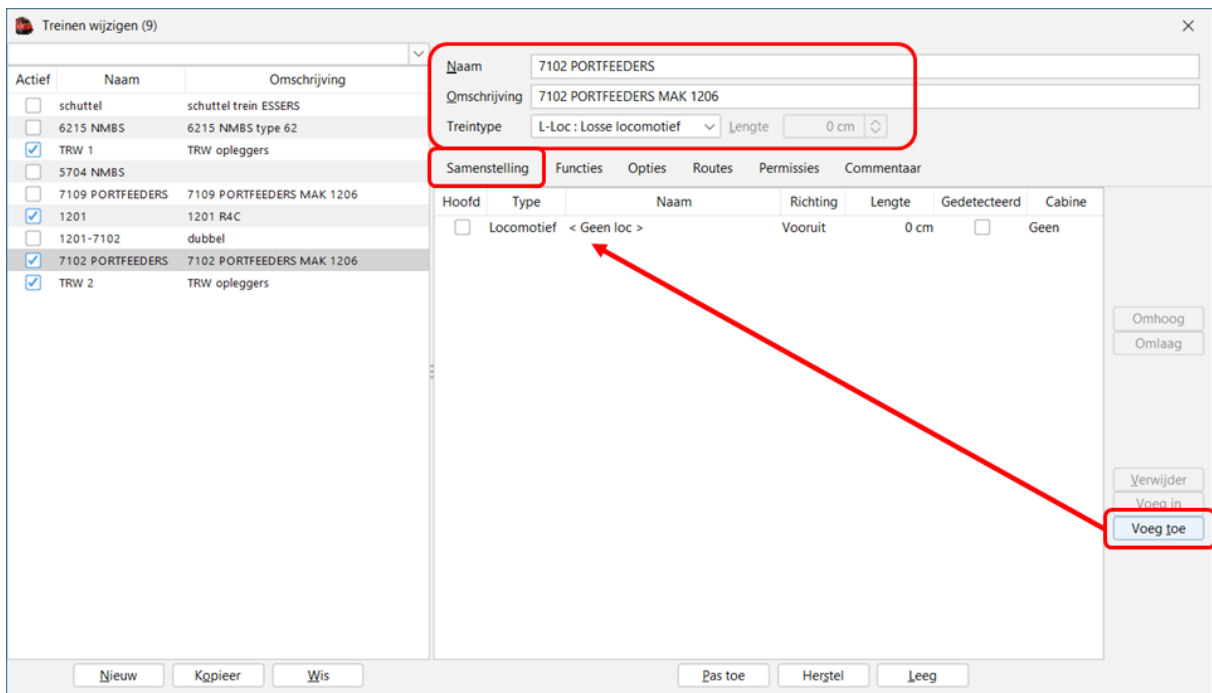 Treinen wijzigen (9)
Actief Naam Omschrijving
schuttel schuttel trein ESSERS
6215 NMBS 6215 NMBS type 62
TRW 1 TRW opleggers
5704 NMBS
7109 PORTFEEDERS 7109 PORTFEEDERS MAK 1206
1201 1201 R4C
1201-7102 dubbel
7102 PORTFEEDERS 7102 PORTFEEDERS MAK 1206
TRW 2 TRW opleggers
Nieuw Kopieer Wis
Naam 7102 PORTFEEDERS
Omschrijving 7102 PORTFEEDERS MAK 1206
Treintype L-Loc : Losse locomotief Lengte 0 cm
Samenstelling Functies Opties Routes Permissies Commentaar
Hoofd Type Naam Richting Lengte Gedetecteerd Cabine
Locomotief < Geen loc > Vooruit 0 cm Geen
Omhoog
Omlaag
Verwijder
Voeg in
Voeg toe
Pas toe Herstel Leeg